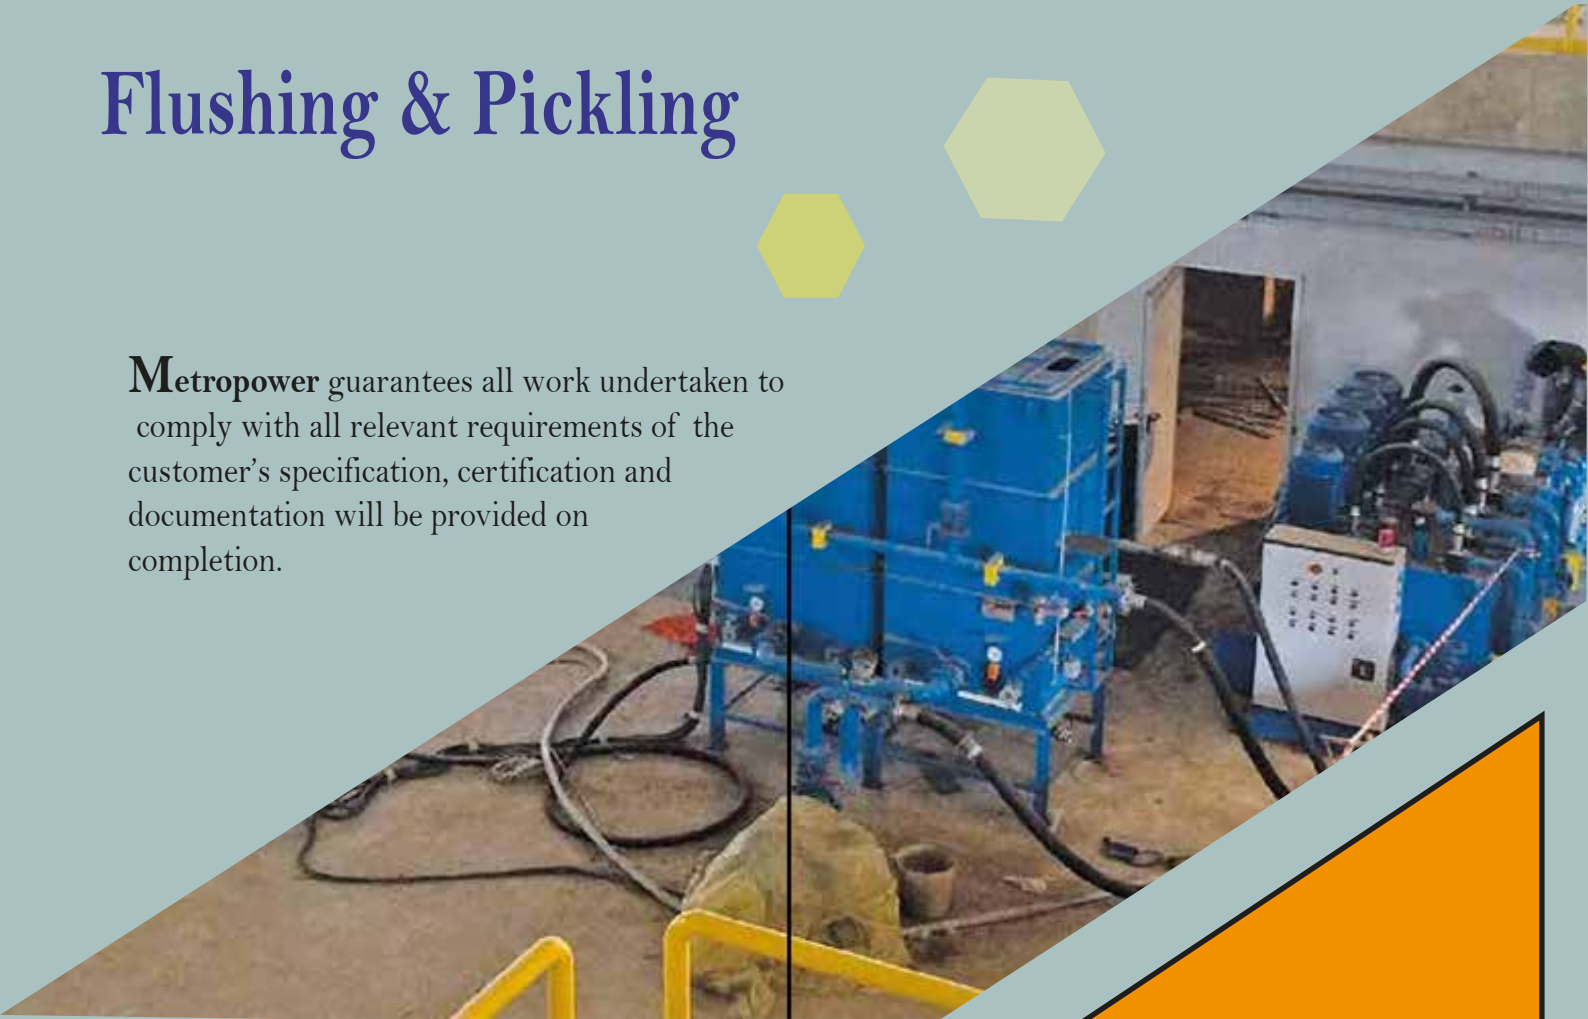 Flushing & Pickling
Metropower guarantees all work undertaken to
comply with all relevant requirements of the
customer’s specification, certification and
documentation will be provided on
completion.